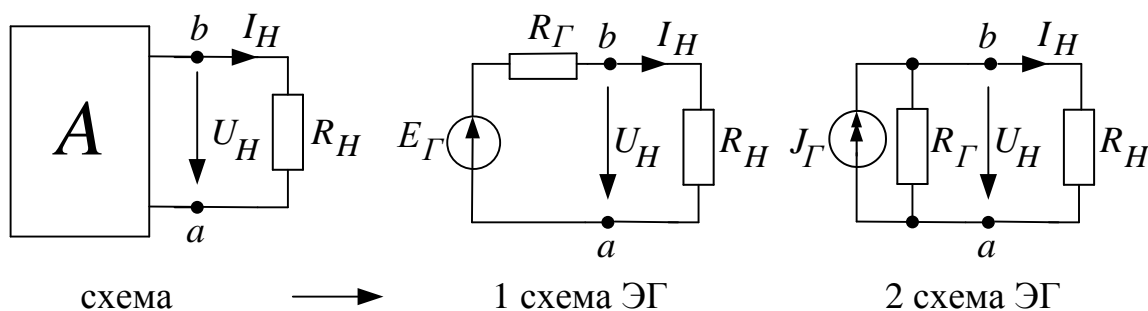 A
b
I_H
U_H
R_H
a
R_Г
b
I_H
E_Г
U_H
R_H
a
b
I_H
J_Г
R_Г
U_H
R_H
a
схема
1 схема ЭГ
2 схема ЭГ